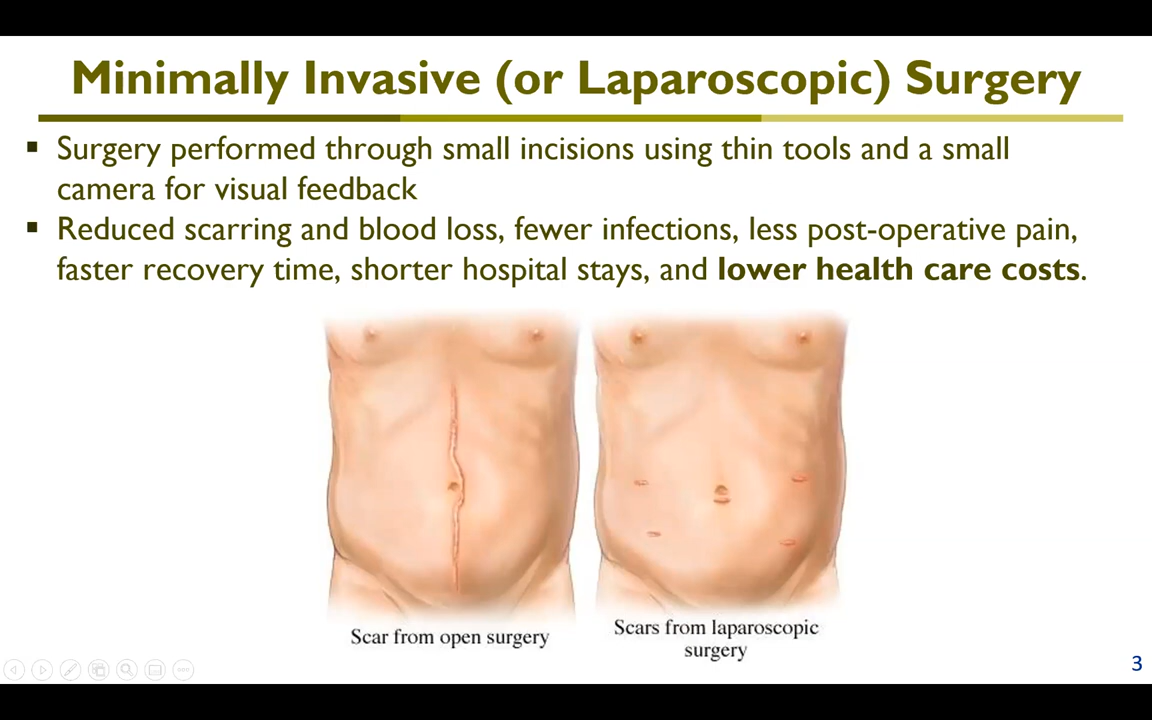 Minimally Invasive (or Laparoscopic) Surgery
▪ Surgery performed through small incisions using thin tools and a small
camera for visual feedback
▪ Reduced scarring and blood loss, fewer infections, less post-operative pain,
faster recovery time, shorter hospital stays, and lower health care costs.
Scar from open surgery
Scars from laparoscopic
surgery
3